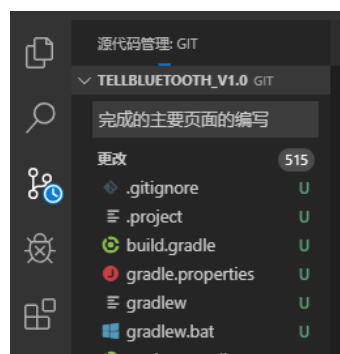 源代码管理: GIT
TELLBLUETOOTH_V1.0 GIT
完成的主要页面的编写
更改 515
.gitignore U
.project U
build.gradle U
gradle.properties U
gradlew U
gradlew.bat U